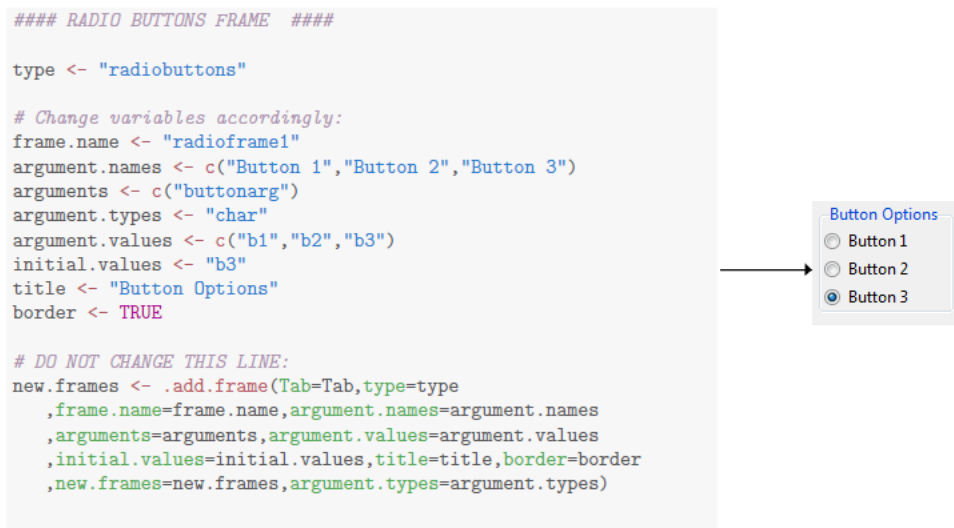 #### RADIO BUTTONS FRAME  ####
type <- "radiobuttons"
# Change variables accordingly:
frame.name <- "radioframe1"
argument.names <- c("Button 1","Button 2","Button 3")
arguments <- c("buttonarg")
argument.types <- "char"
argument.values <- c("b1","b2","b3")
initial.values <- "b3"
title <- "Button Options"
border <- TRUE
# DO NOT CHANGE THIS LINE:
new.frames <- .add.frame(Tab=Tab,type=type
,frame.name=frame.name,argument.names=argument.names
,arguments=arguments,argument.values=argument.values
,initial.values=initial.values,title=title,border=border
,new.frames=new.frames,argument.types=argument.types)
Button Options
Button 1
Button 2
Button 3